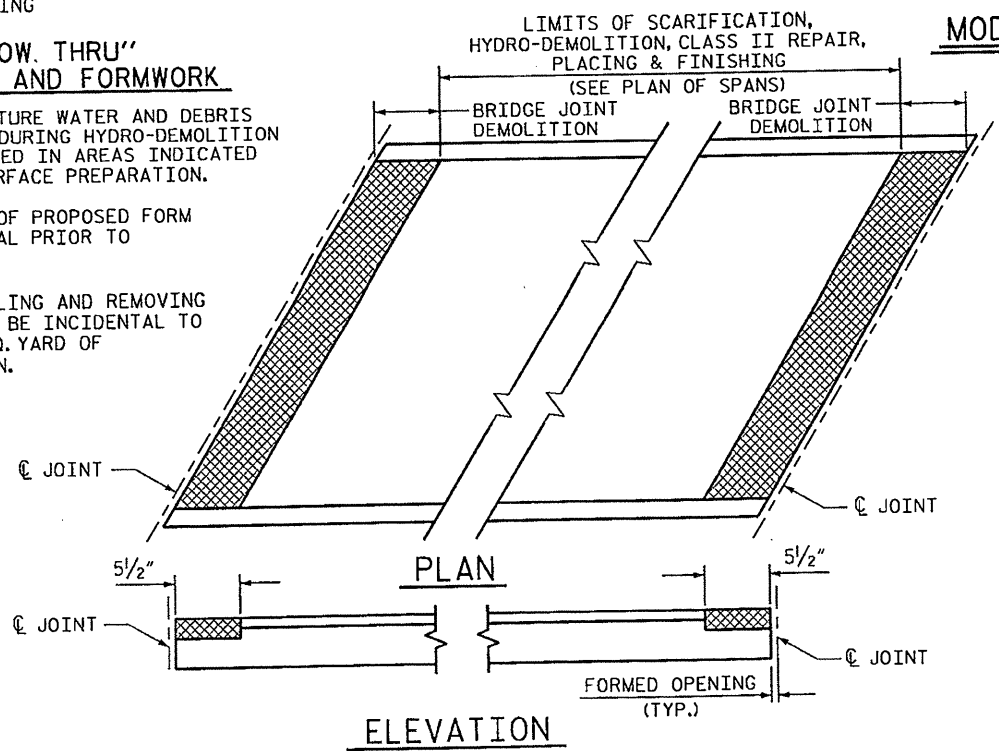 ING
OW THRU"
AND FORMWORK
TURE WATER AND DEBRIS
DURING HYDRO-DEMOLITION
ED IN AREAS INDICATED
RFACE PREPARATION.
OF PROPOSED FORM
AL PRIOR TO
LING AND REMOVING
BE INCIDENTAL TO
Q. YARD OF
N.
LIMITS OF SCARIFICATION,
HYDRO-DEMOLITION, CLASS II REPAIR,
PLACING & FINISHING
(SEE PLAN OF SPANS)
MOD
BRIDGE JOINT
DEMOLITION
BRIDGE JOINT
DEMOLITION
℄ JOINT
℄ JOINT
PLAN
5½"
5½"
℄ JOINT
℄ JOINT
FORMED OPENING
(TYP.)
ELEVATION